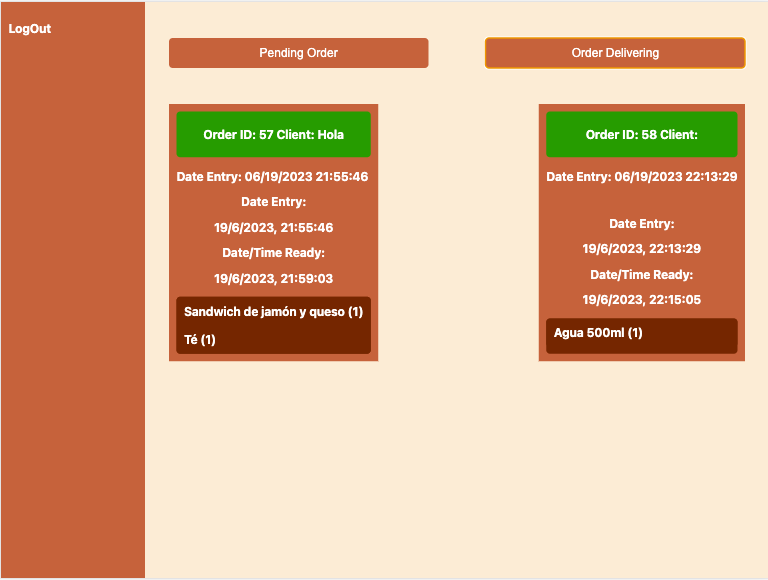 LogOut
Pending Order
Order Delivering
Order ID: 57 Client: Hola
Date Entry: 06/19/2023 21:55:46
Date Entry:
19/6/2023, 21:55:46
Date/Time Ready:
19/6/2023, 21:59:03
Sandwich de jamón y queso (1)
Té (1)
Order ID: 58 Client:
Date Entry: 06/19/2023 22:13:29
Date Entry:
19/6/2023, 22:13:29
Date/Time Ready:
19/6/2023, 22:15:05
Agua 500ml (1)